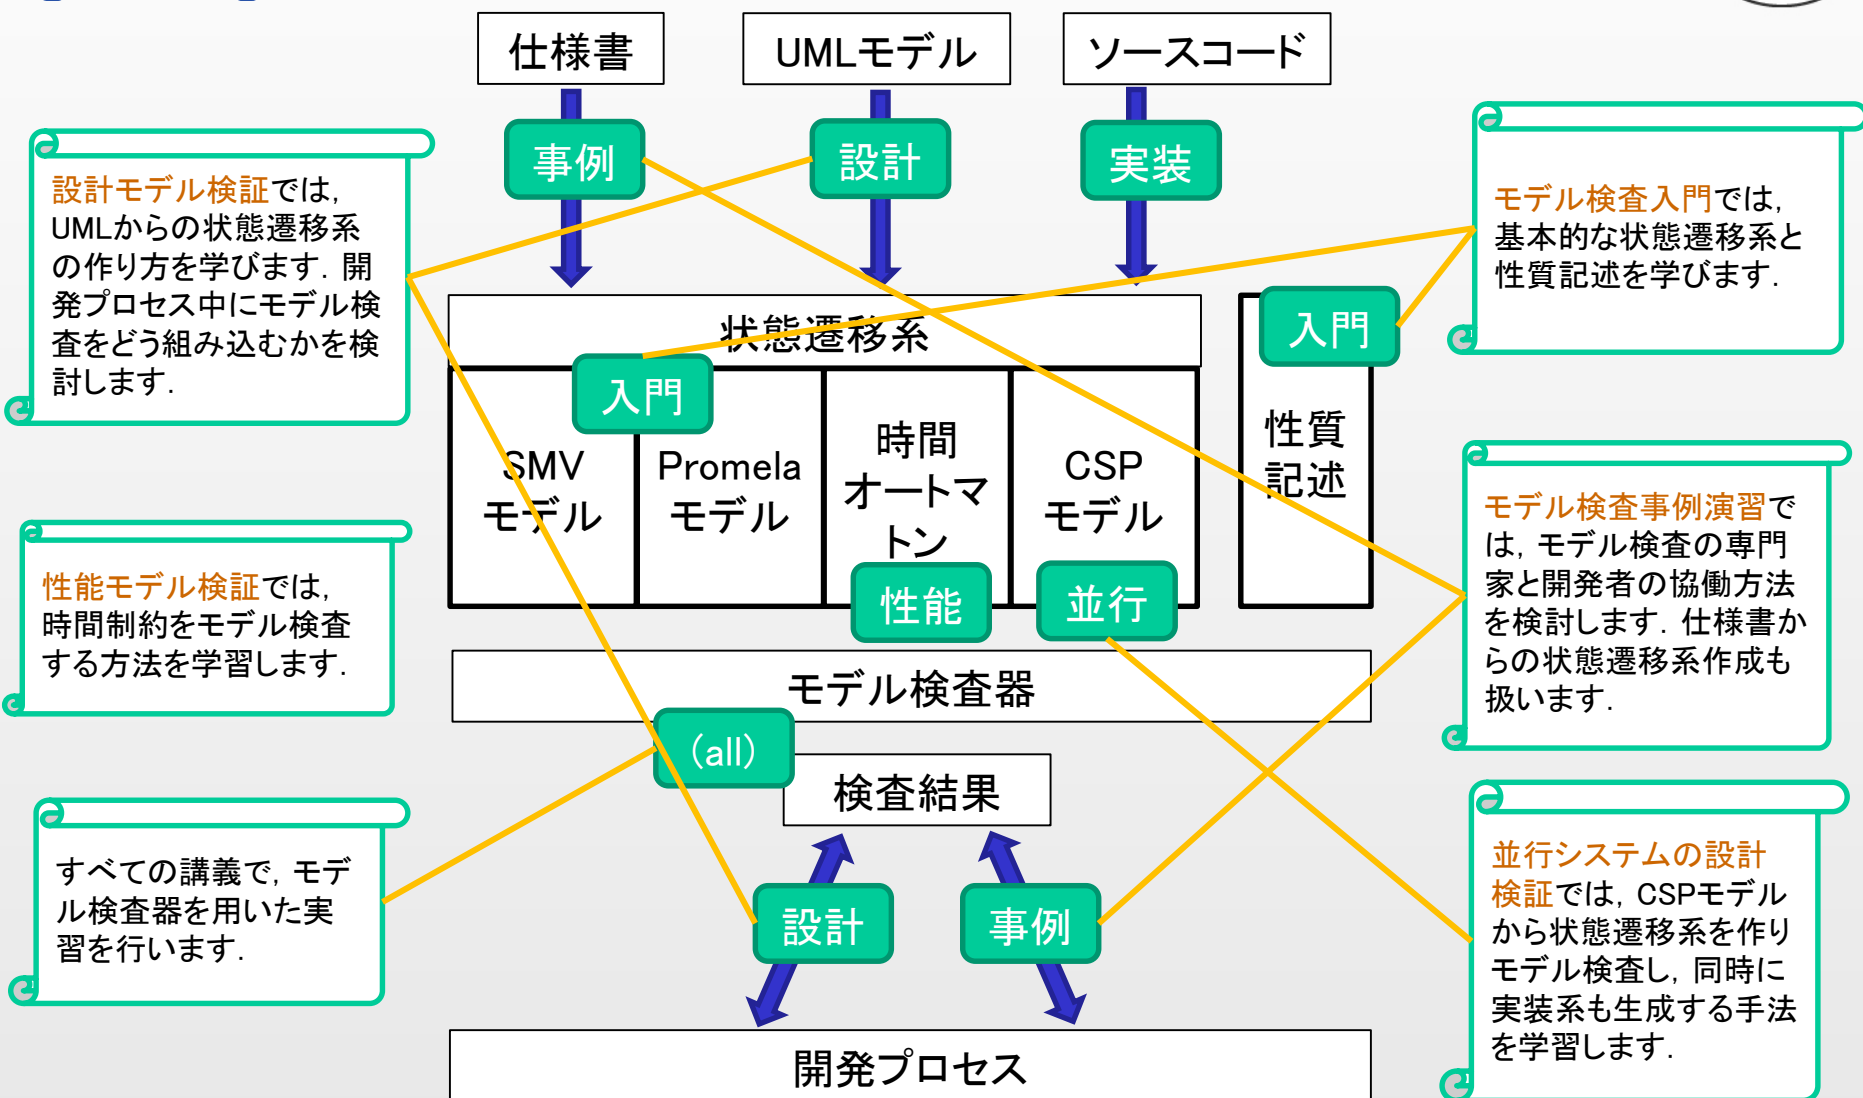 仕様書
UMLモデル
ソースコード
事例
設計
実装
設計モデル検証では,
UMLからの状態遷移系
の作り方を学びます. 開
発プロセス中にモデル検
査をどう組み込むかを検
討します.
モデル検査入門では,
基本的な状態遷移系と
性質記述を学びます.
状態遷移系
入門
入門
SMV
モデル
Promela
モデル
時間
オートマ
トン
CSP
モデル
性質
記述
性能
並行
性能モデル検証では,
時間制約をモデル検査
する方法を学習します.
モデル検査事例演習で
は, モデル検査の専門
家と開発者の協働方法
を検討します. 仕様書か
らの状態遷移系作成も
扱います.
モデル検査器
(all)
検査結果
すべての講義で, モデ
ル検査器を用いた実
習を行います.
設計
事例
並行システムの設計
検証では, CSPモデル
から状態遷移系を作り
モデル検査し, 同時に
実装系も生成する手法
を学習します.
開発プロセス